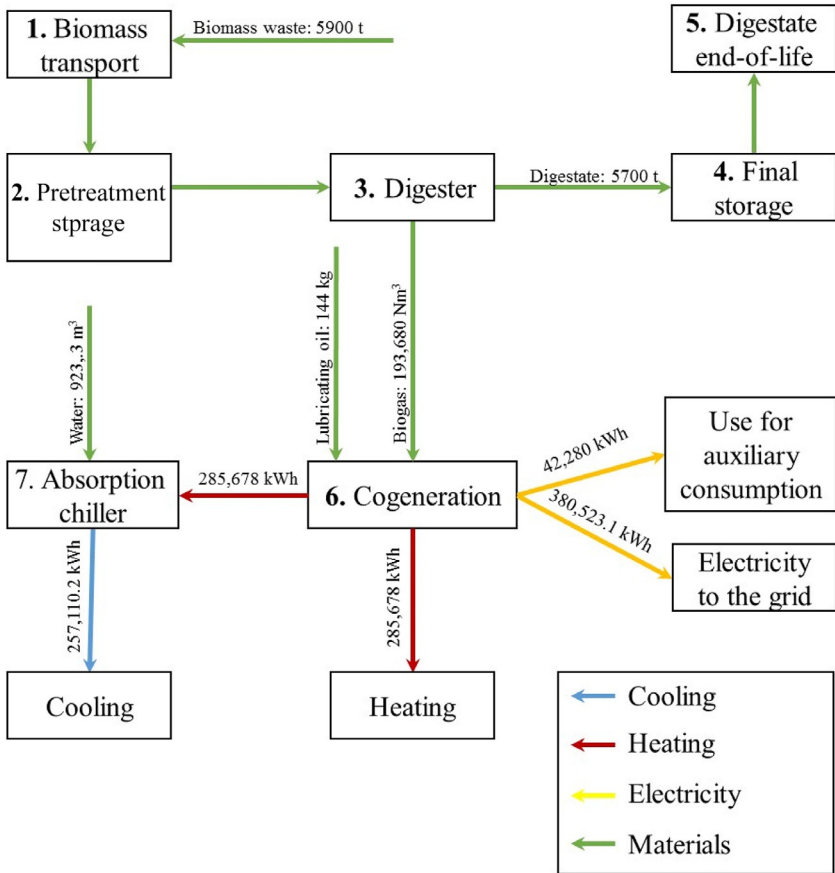 1. Biomass
transport
Biomass waste: 5900 t
5. Digestate
end-of-life
2. Pretreatment
stprage
3. Digester
Digestate: 5700 t
4. Final
storage
Water: 923,.3 m³
Lubricating oil: 144 kg
Biogas: 193,680 Nm³
7. Absorption
chiller
285,678 kWh
6. Cogeneration
42,280 kWh
380,523.1 kWh
Use for
auxiliary
consumption
Electricity
to the grid
257,110.2 kWh
285,678 kWh
Cooling
Heating
Cooling
Heating
Electricity
Materials